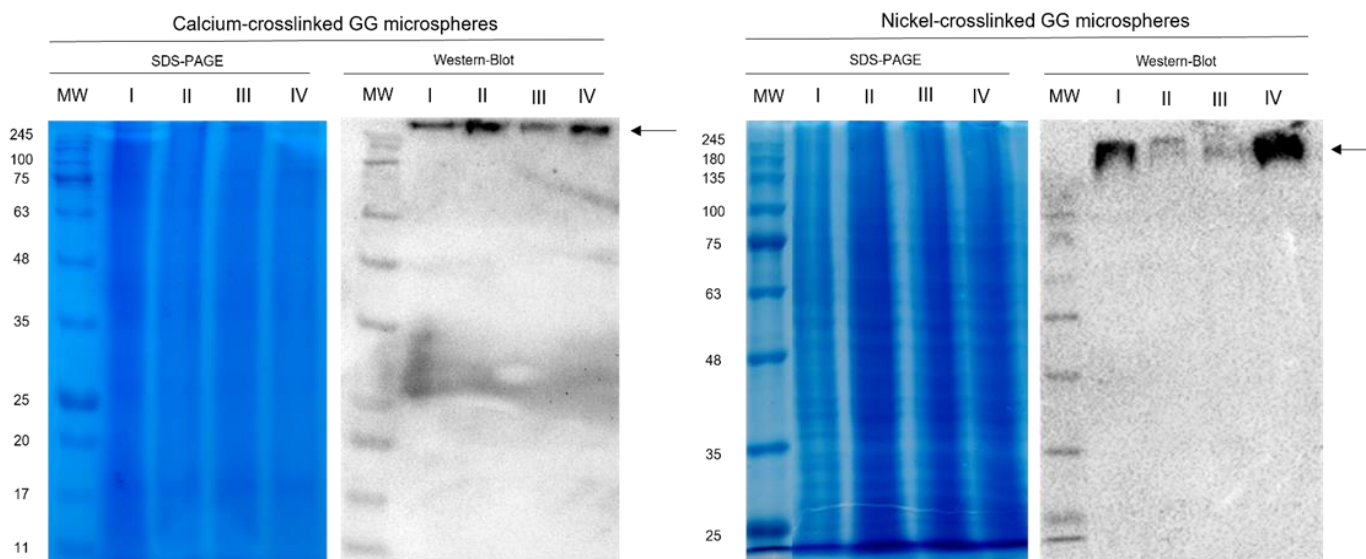 Calcium-crosslinked GG microspheres
SDS-PAGE
Western-Blot
MW I II III IV
MW I II III IV
245
100
75
63
48
35
25
20
17
11
Nickel-crosslinked GG microspheres
SDS-PAGE
Western-Blot
MW I II III IV
MW I II III IV
245
180
135
100
75
63
48
35
25